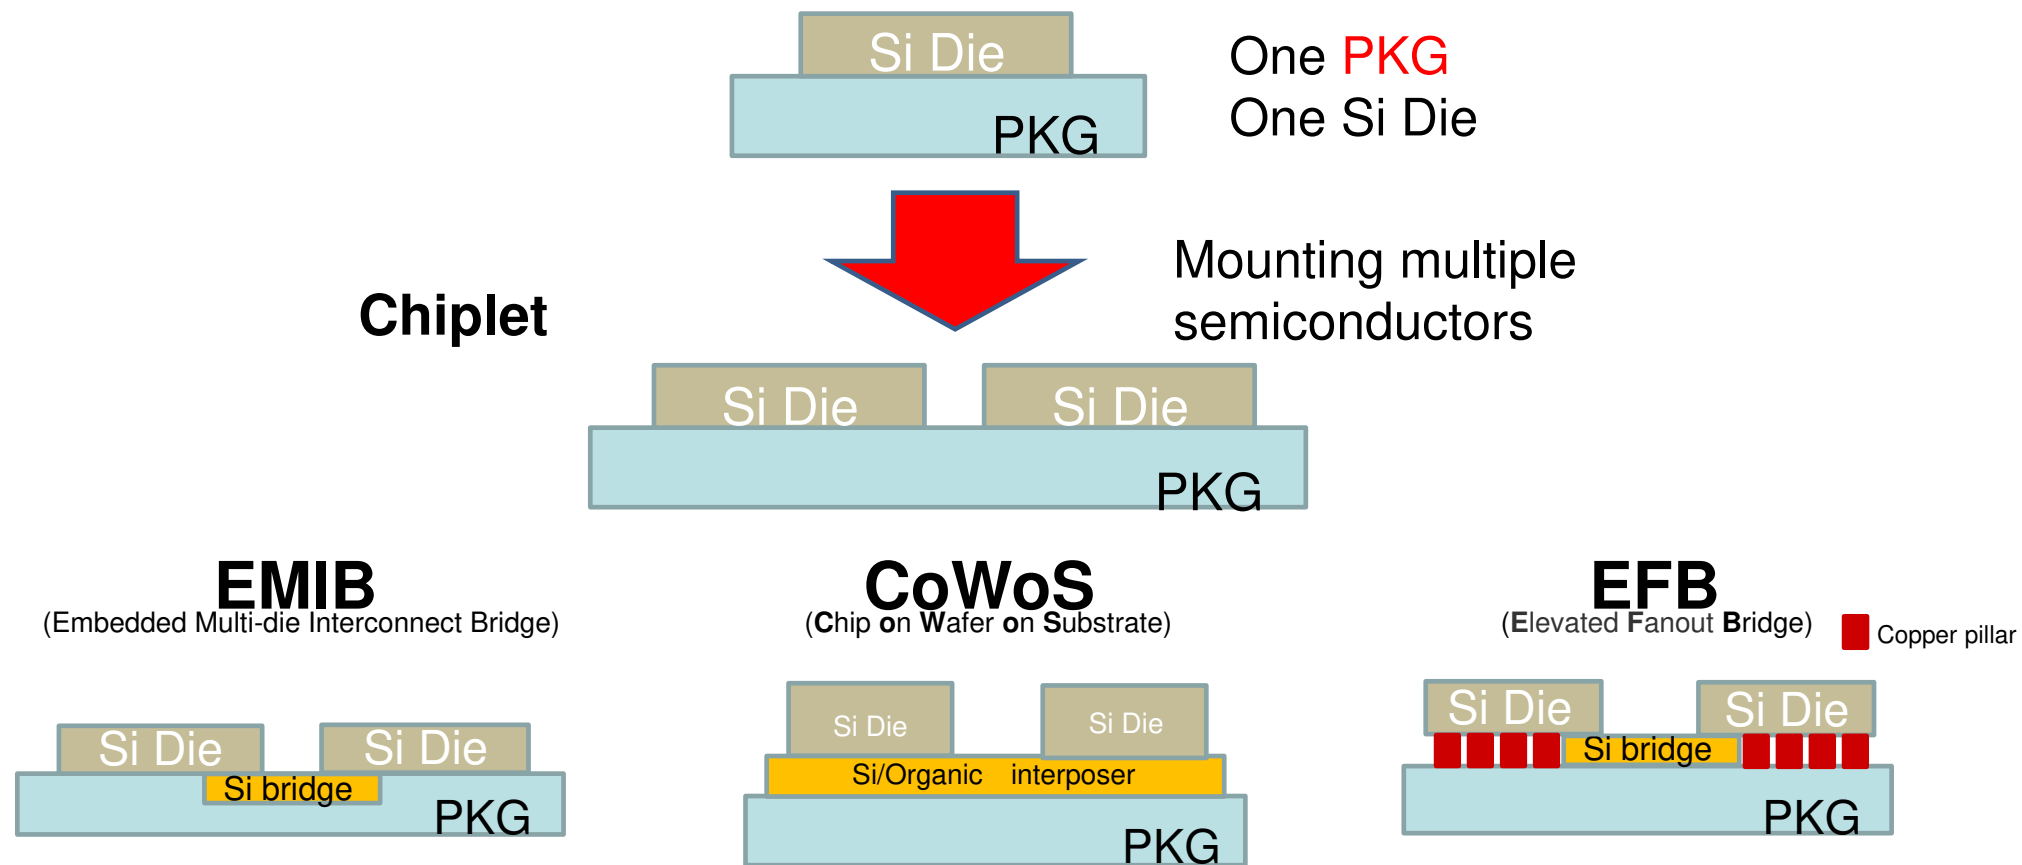 Si Die
PKG
One PKG
One Si Die
Chiplet
Mounting multiple
semiconductors
Si Die
Si Die
PKG
EMIB
(Embedded Multi-die Interconnect Bridge)
Si Die
Si Die
Si bridge
PKG
CoWoS
(Chip on Wafer on Substrate)
Si Die
Si Die
Si/Organic interposer
PKG
EFB
(Elevated Fanout Bridge)
Copper pillar
Si Die
Si Die
Si bridge
PKG